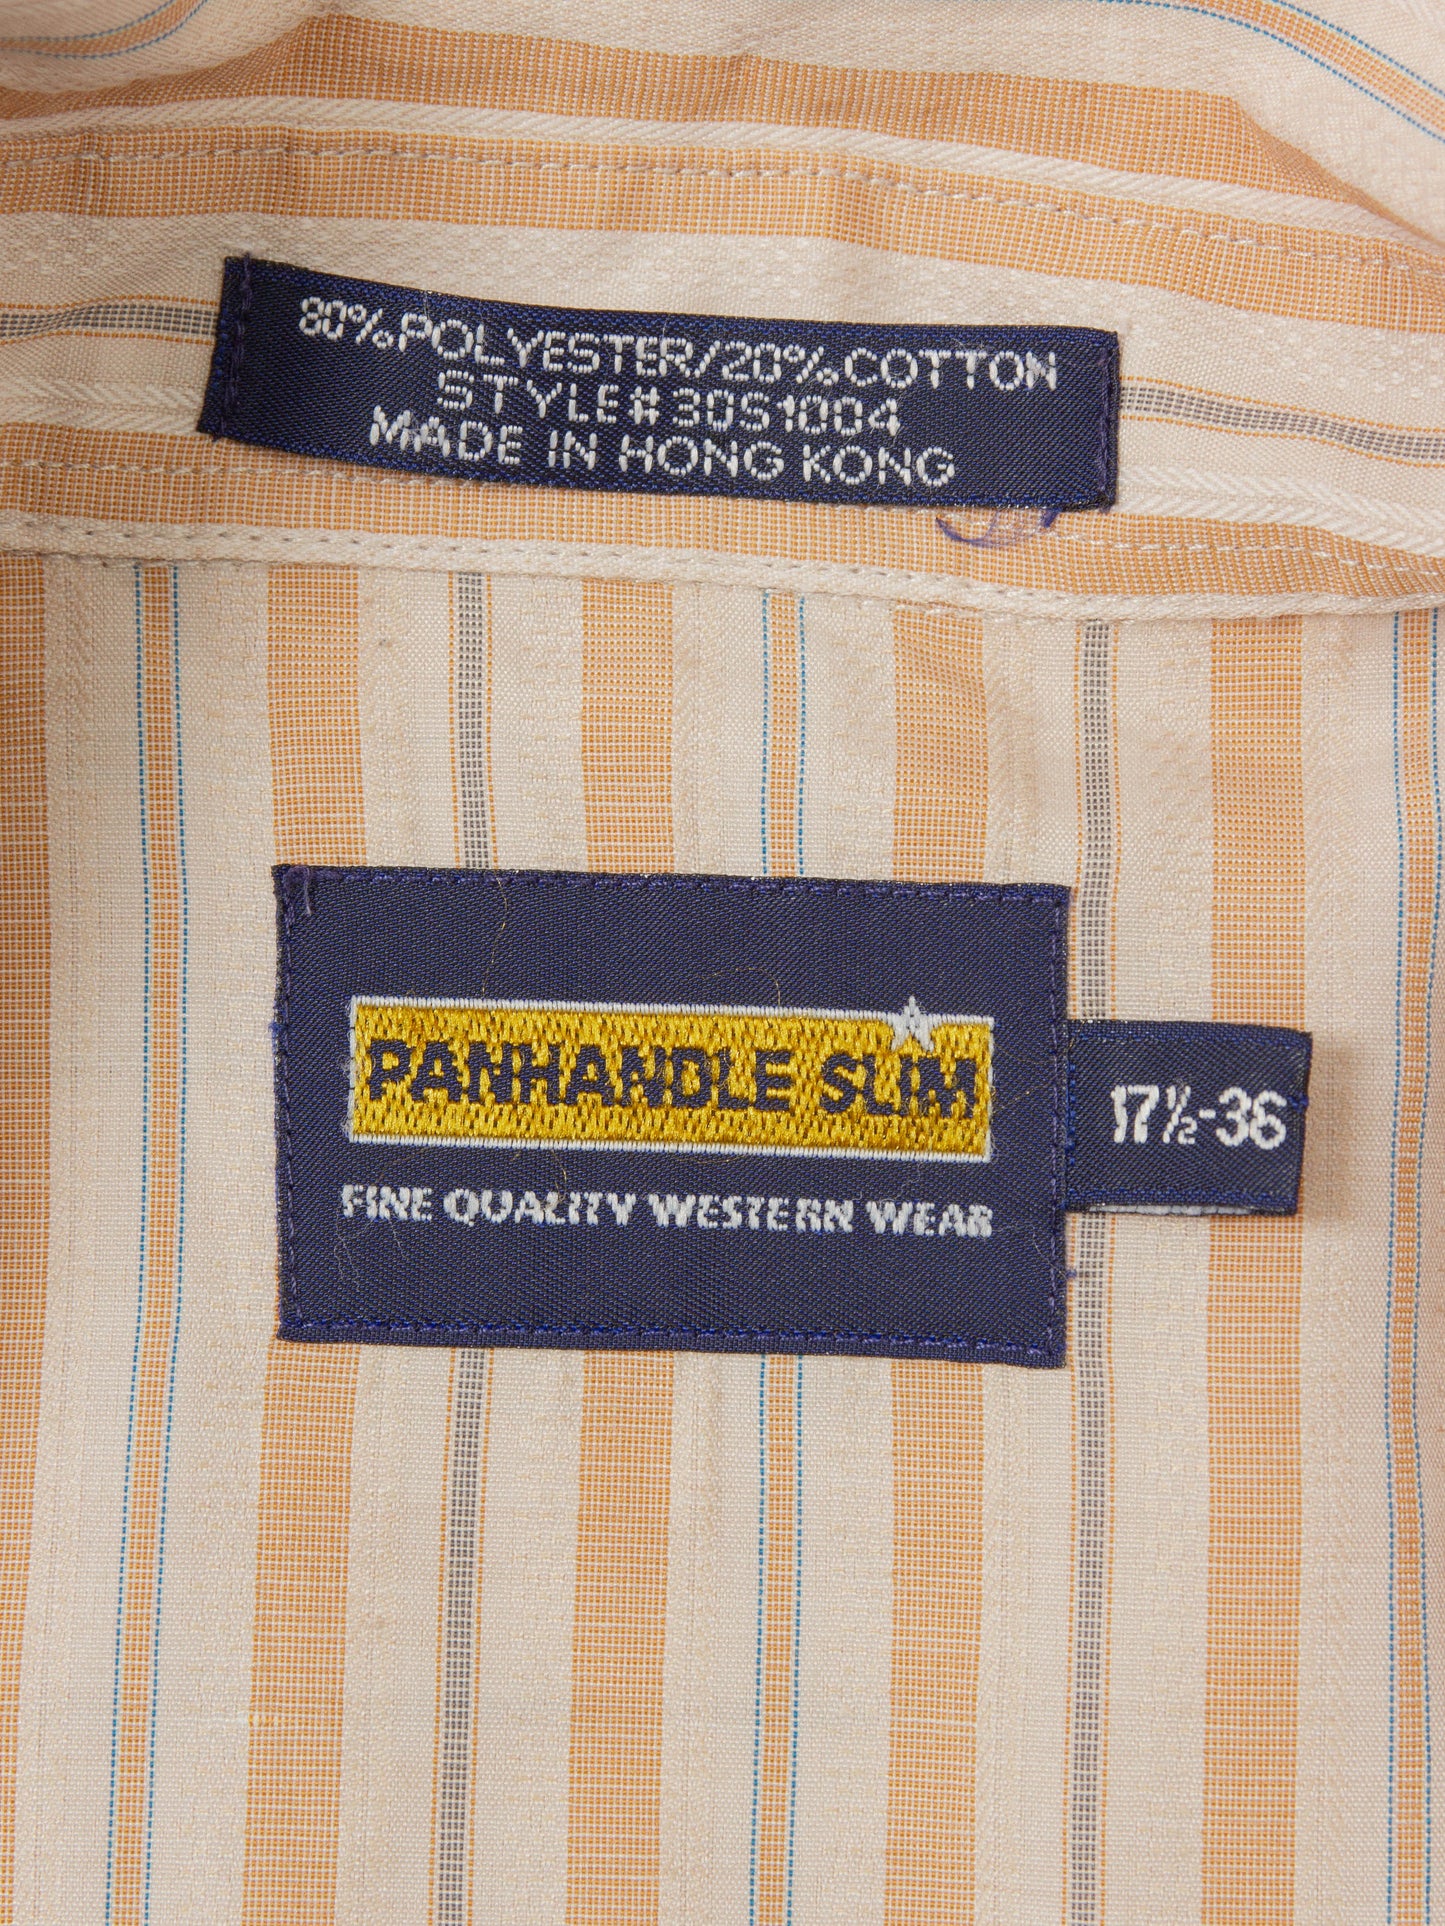 80% POLYESTER/20% COTTON
STYLE# 30S1004
MADE IN HONG KONG
PANHANDLE SLIM
FINE QUALITY WESTERN WEAR
17½-36